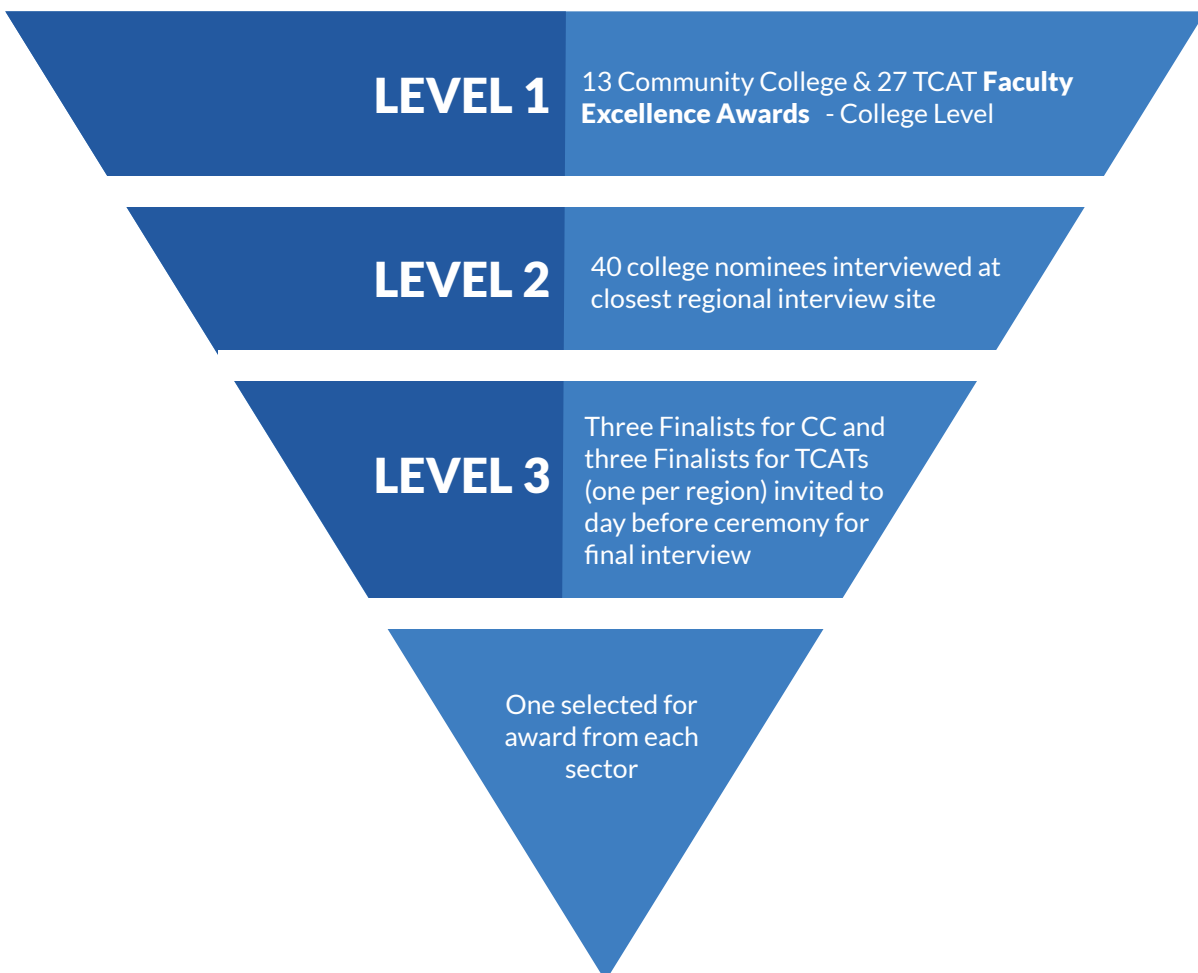 LEVEL 1
13 Community College & 27 TCAT Faculty
Excellence Awards - College Level
LEVEL 2
40 college nominees interviewed at
closest regional interview site
LEVEL 3
Three Finalists for CC and
three Finalists for TCATs
(one per region) invited to
day before ceremony for
final interview
One selected for
award from each
sector